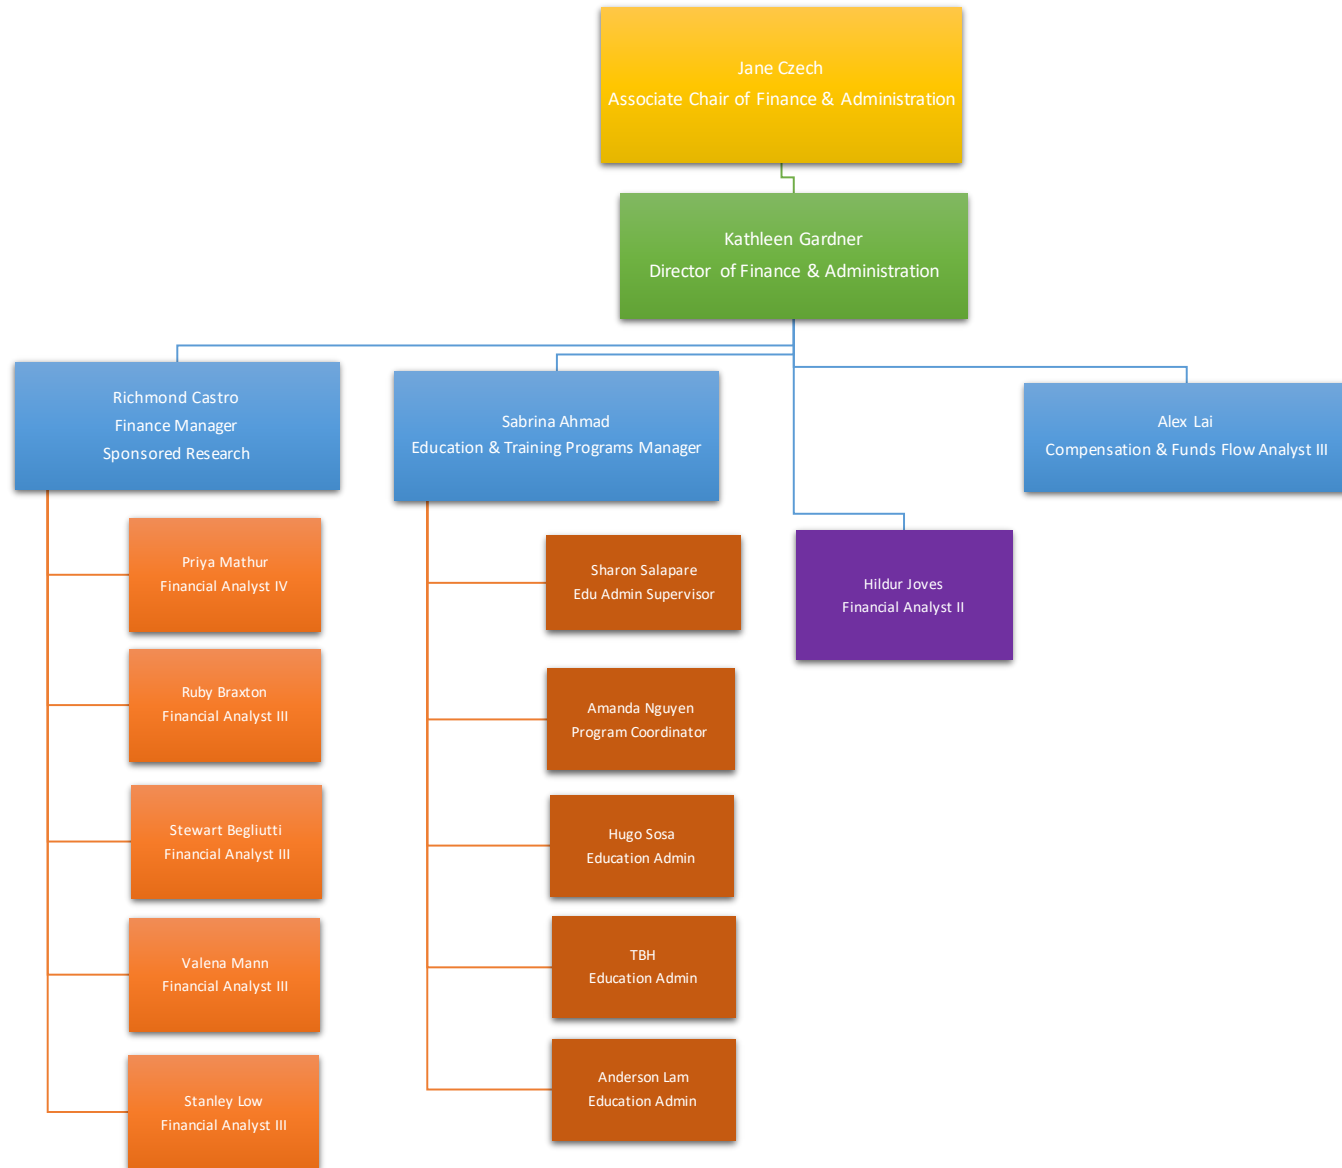 Jane Czech
Associate Chair of Finance & Administration
Kathleen Gardner
Director of Finance & Administration
Richmond Castro
Finance Manager
Sponsored Research
Sabrina Ahmad
Education & Training Programs Manager
Alex Lai
Compensation & Funds Flow Analyst III
Hildur Joves
Financial Analyst II
Priya Mathur
Financial Analyst IV
Ruby Braxton
Financial Analyst III
Stewart Begliutti
Financial Analyst III
Valena Mann
Financial Analyst III
Stanley Low
Financial Analyst III
Sharon Salapare
Edu Admin Supervisor
Amanda Nguyen
Program Coordinator
Hugo Sosa
Education Admin
TBH
Education Admin
Anderson Lam
Education Admin